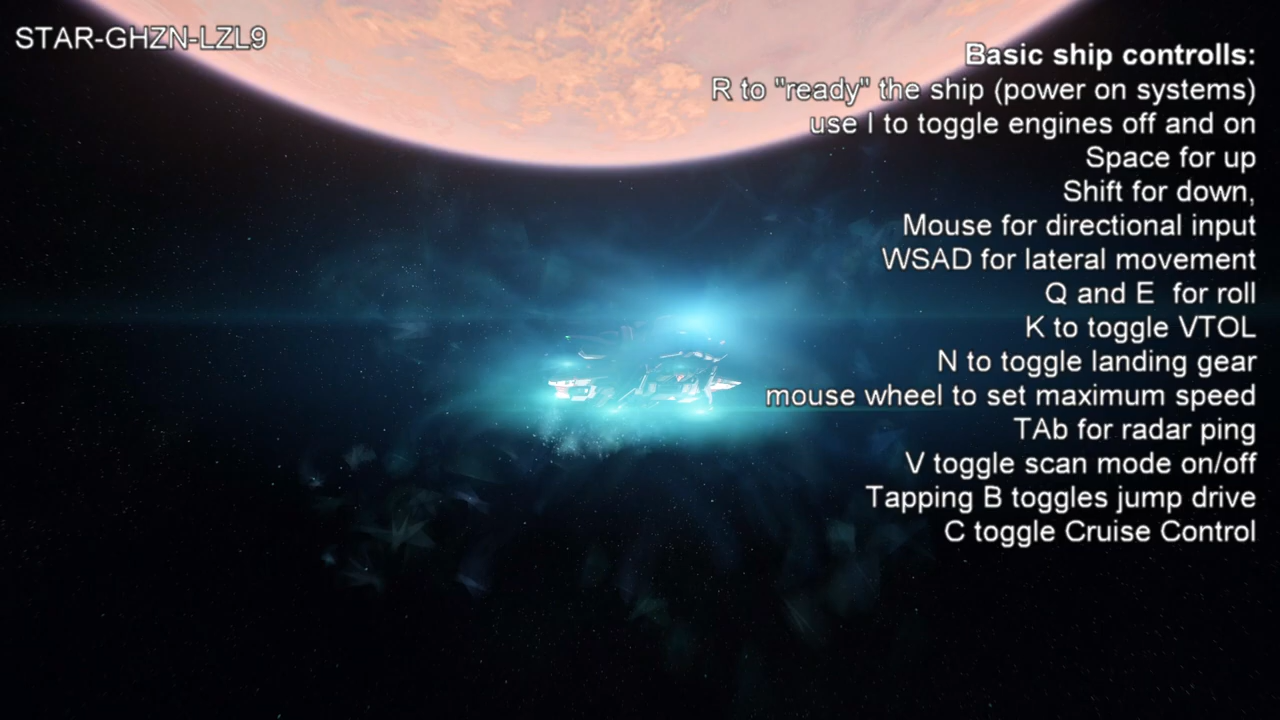 STAR-GHZN-LZL9
Basic ship controlls:
R to "ready" the ship (power on systems)
use I to toggle engines off and on
Space for up
Shift for down,
Mouse for directional input
WSAD for lateral movement
Q and E  for roll
K to toggle VTOL
N to toggle landing gear
mouse wheel to set maximum speed
TAb for radar ping
V toggle scan mode on/off
Tapping B toggles jump drive
C toggle Cruise Control